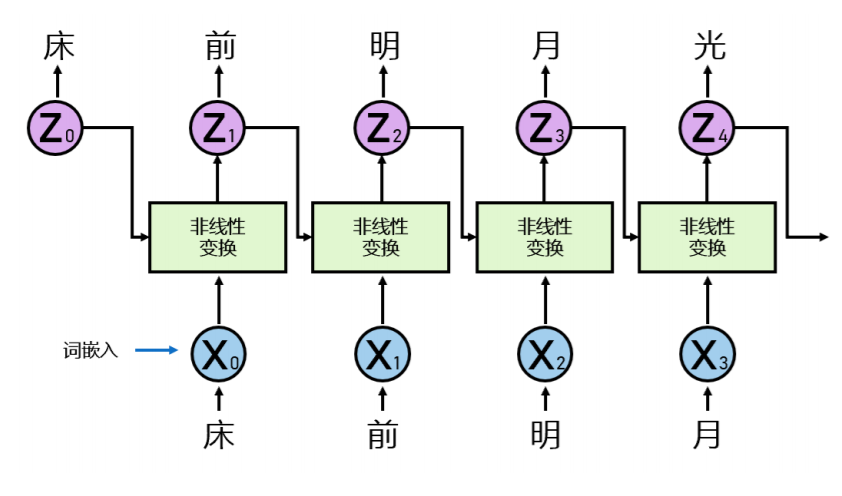 床 前 明 月 光
Z0 Z1 Z2 Z3 Z4
非线性 非线性 非线性 非线性
变换 变换 变换 变换
词嵌入 X0 X1 X2 X3
床 前 明 月